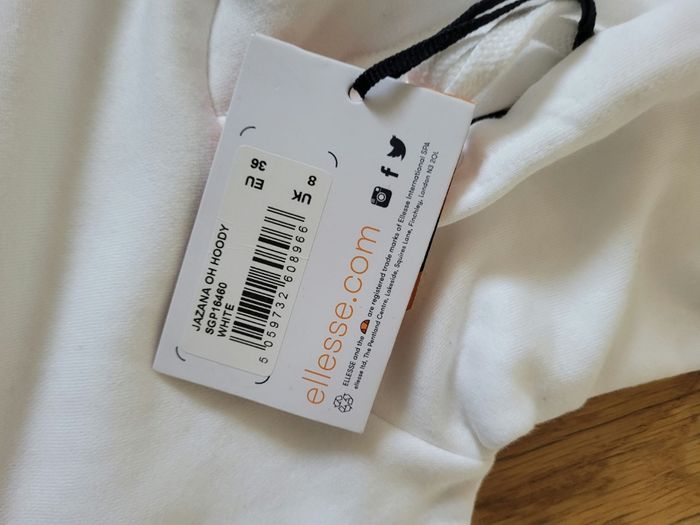 UK
8
EU
36
5 059732 608966
JAZANA OH HOODY
SGP16460
WHITE
ellesse.com
ELLESSE and the are registered trade marks of Ellesse International SPA
ellesse ltd, The Pentland Centre, Lakeside, Squires Lane, Finchley, London N3 2QL